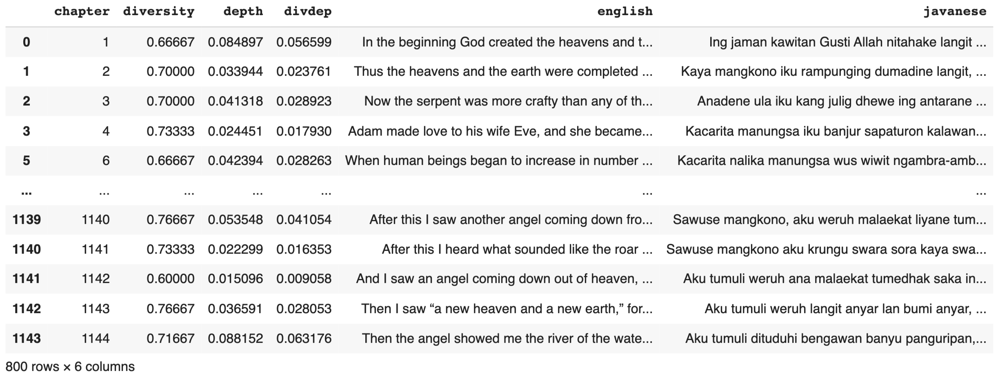 chapter diversity depth divdep english javanese
0 1 0.66667 0.084897 0.056599 In the beginning God created the heavens and t... Ing jaman kawitan Gusti Allah nitahake langit ...
1 2 0.70000 0.033944 0.023761 Thus the heavens and the earth were completed ... Kaya mangkono iku rampunging dumadine langit, ...
2 3 0.70000 0.041318 0.028923 Now the serpent was more crafty than any of th... Anadene ula iku kang julig dhewe ing antarane ...
3 4 0.73333 0.024451 0.017930 Adam made love to his wife Eve, and she became... Kacarita manungsa iku banjur sapaturon kalawan...
5 6 0.66667 0.042394 0.028263 When human beings began to increase in number ... Kacarita nalika manungsa wus wiwit ngambra-amb...
... ... ... ... ... ... ...
1139 1140 0.76667 0.053548 0.041054 After this I saw another angel coming down fro... Sawuse mangkono, aku weruh malaekat liyane tum...
1140 1141 0.73333 0.022299 0.016353 After this I heard what sounded like the roar ... Sawuse mangkono aku krungu swara sora kaya swa...
1141 1142 0.60000 0.015096 0.009058 And I saw an angel coming down out of heaven, ... Aku tumuli weruh ana malaekat tumedhak saka in...
1142 1143 0.76667 0.036591 0.028053 Then I saw “a new heaven and a new earth,” for... Aku tumuli weruh langit anyar lan bumi anyar, ...
1143 1144 0.71667 0.088152 0.063176 Then the angel showed me the river of the wate... Aku tumuli dituduhi bengawan banyu panguripan,...
800 rows × 6 columns